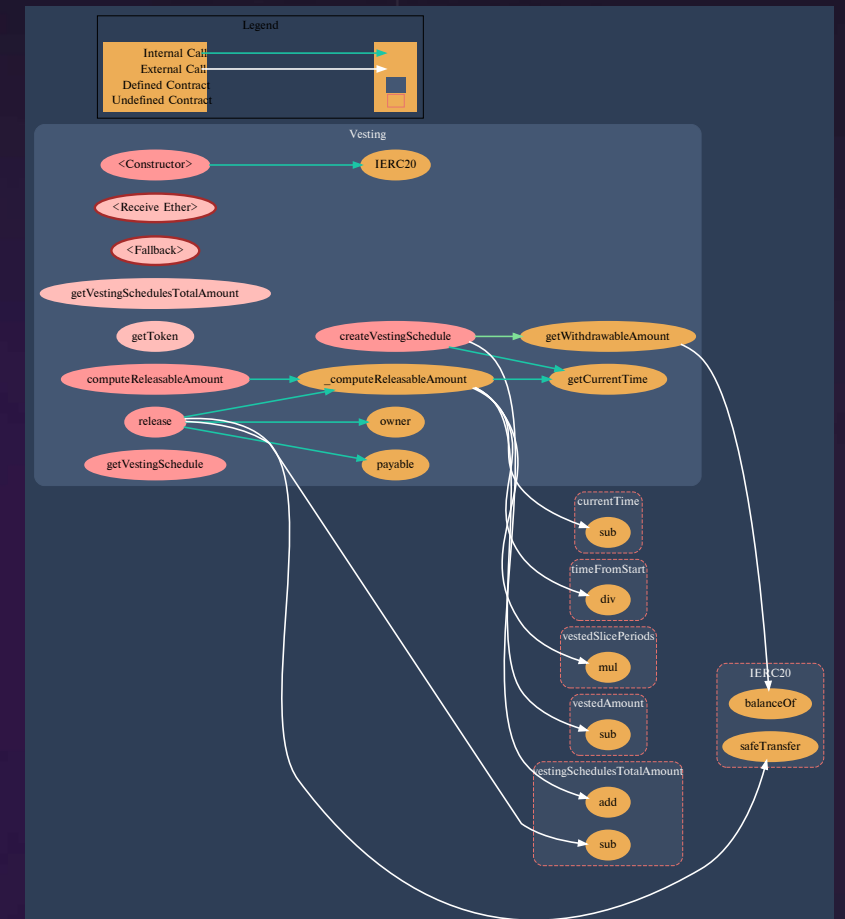 Legend
Internal Call
External Call
Defined Contract
Undefined Contract
Vesting
<Constructor>
IERC20
<Receive Ether>
<Fallback>
getVestingSchedulesTotalAmount
getToken
createVestingSchedule
getWithdrawableAmount
computeReleasableAmount
_computeReleasableAmount
getCurrentTime
release
owner
getVestingSchedule
payable
currentTime
sub
timeFromStart
div
vestedSlicePeriods
mul
IERC20
balanceOf
vestedAmount
sub
safeTransfer
vestingSchedulesTotalAmount
add
sub